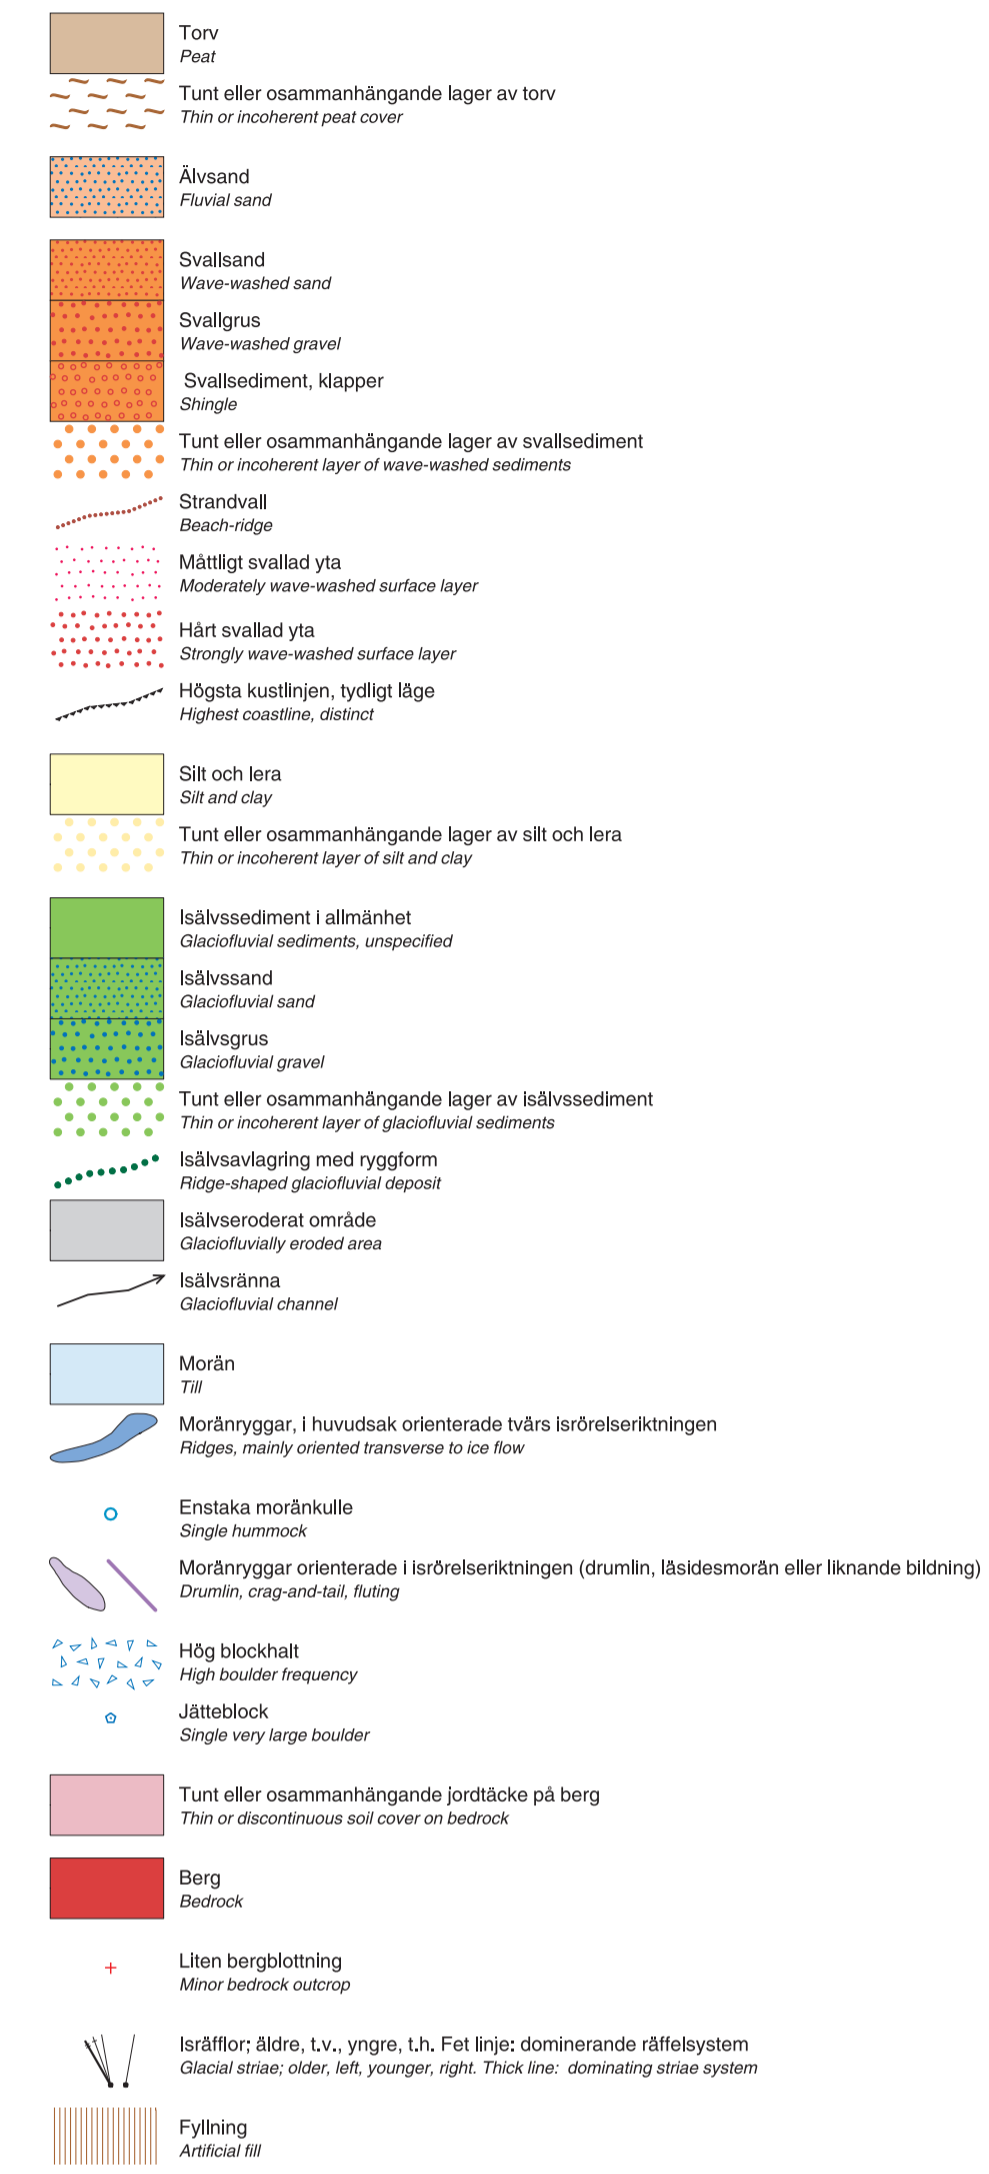 Torv
Peat
Tunt eller osammanhängande lager av torv
Thin or incoherent peat cover
Älvsand
Fluvial sand
Svallsand
Wave-washed sand
Svallgrus
Wave-washed gravel
Svallsediment, klapper
Shingle
Tunt eller osammanhängande lager av svallsediment
Thin or incoherent layer of wave-washed sediments
Strandvall
Beach-ridge
Måttligt svallad yta
Moderately wave-washed surface layer
Hårt svallad yta
Strongly wave-washed surface layer
Högsta kustlinjen, tydligt läge
Highest coastline, distinct
Silt och lera
Silt and clay
Tunt eller osammanhängande lager av silt och lera
Thin or incoherent layer of silt and clay
Isälvssediment i allmänhet
Glaciofluvial sediments, unspecified
Isälvssand
Glaciofluvial sand
Isälvsgrus
Glaciofluvial gravel
Tunt eller osammanhängande lager av isälvssediment
Thin or incoherent layer of glaciofluvial sediments
Isälvsavlagring med ryggform
Ridge-shaped glaciofluvial deposit
Isälvseroderat område
Glaciofluvially eroded area
Isälvsränna
Glaciofluvial channel
Morän
Till
Moränryggar, i huvudsak orienterade tvärs isrörelseriktningen
Ridges, mainly oriented transverse to ice flow
Enstaka moränkulle
Single hummock
Moränryggar orienterade i isrörelseriktningen (drumlin, läsidesmorän eller liknande bildning)
Drumlin, crag-and-tail, fluting
Hög blockhalt
High boulder frequency
Jätteblock
Single very large boulder
Tunt eller osammanhängande jordtäcke på berg
Thin or discontinuous soil cover on bedrock
Berg
Bedrock
Liten bergblottning
Minor bedrock outcrop
Isräfflor; äldre, t.v., yngre, t.h. Fet linje: dominerande räffelsystem
Glacial striae; older, left, younger, right. Thick line: dominating striae system
Fyllning
Artificial fill